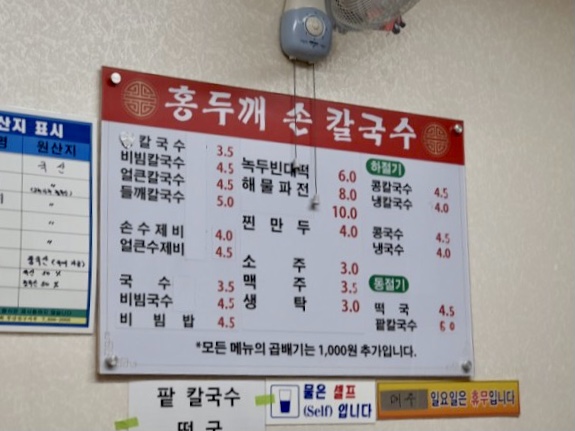 홍두깨 손 칼국수
칼국수 3.5
비빔칼국수 4.5
얼큰칼국수 4.5
들깨칼국수 5.0
손수제비 4.0
얼큰수제비 4.5
국수 3.5
비빔국수 4.5
비빔밥 4.5
녹두빈대떡 6.0
해물파전 8.0
10.0
찐만두 4.0
소주 3.0
맥주 3.5
생탁 3.0
하절기
콩칼국수 4.5
냉칼국수 4.0
콩국수 4.5
냉국수 4.0
동절기
떡국 4.5
팥칼국수 6.0
*모든 메뉴의 곱배기는 1,000원 추가입니다.
산지 표시
원산지
국산
팥 칼국수
떡국
물은 셀프
(Self) 입니다
매주 일요일은 휴무입니다